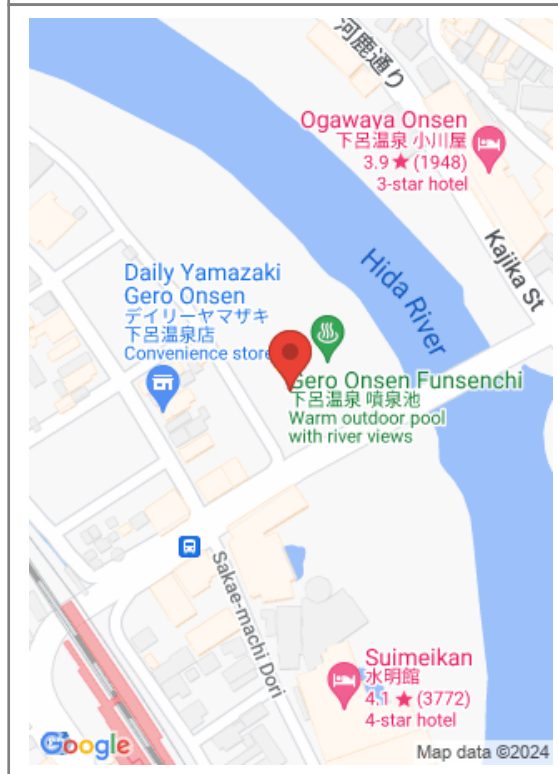 河鹿通り
Ogawaya Onsen
下呂温泉 小川屋
3.9 ★ (1948)
3-star hotel
Kajika St
Hida River
Daily Yamazaki
Gero Onsen
デイリーヤマザキ
下呂温泉店
Convenience store
Gero Onsen Funsenchi
下呂温泉 噴泉池
Warm outdoor pool
with river views
Sakae-machi Dori
Suimeikan
水明館
4.1 ★ (3772)
4-star hotel
Google
Map data ©2024